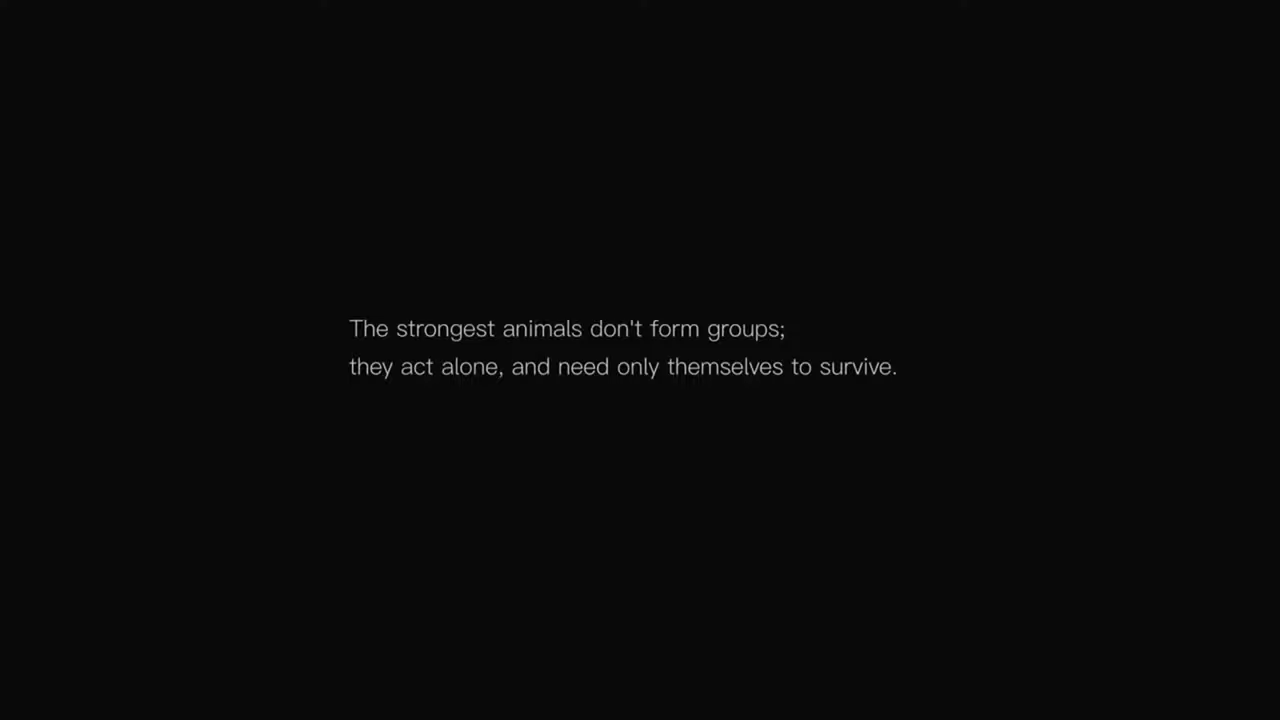 The strongest animals don't form groups;
they act alone, and need only themselves to survive.